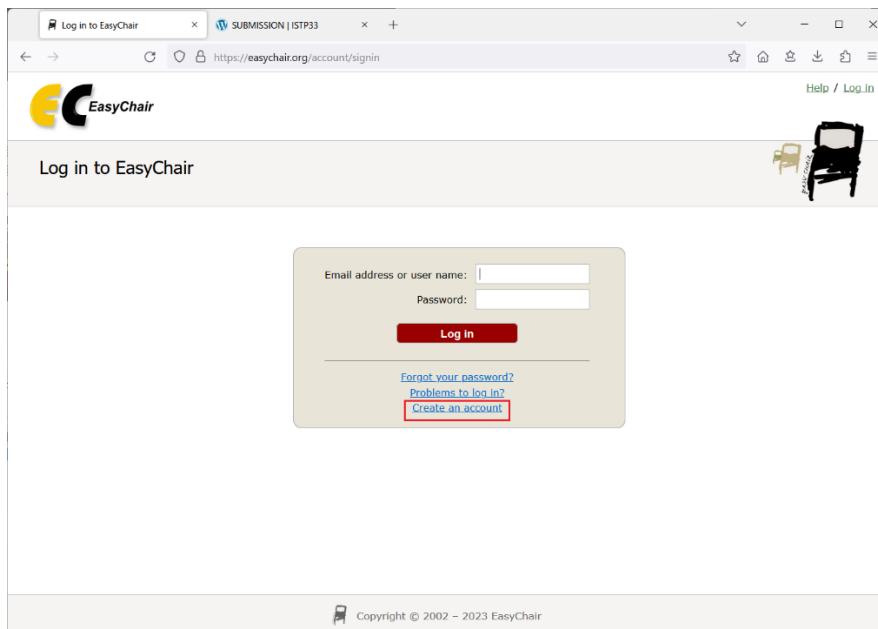 Log in to EasyChair
SUBMISSION | ISTP33
https://easychair.org/account/signin
Help / Log in
EasyChair
Log in to EasyChair
easy chair
Email address or user name:
Password:
Log in
Forgot your password?
Problems to log in?
Create an account
Copyright © 2002 – 2023 EasyChair